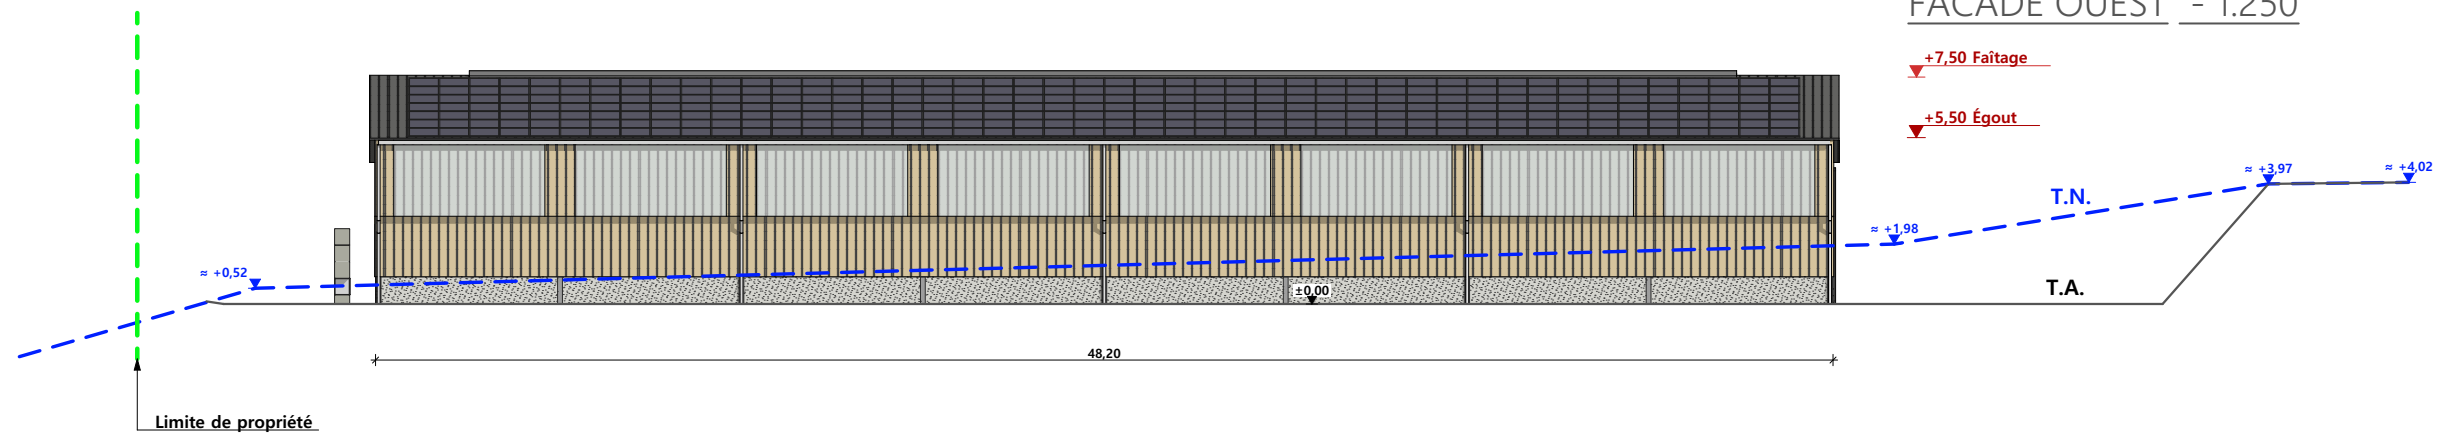 FACADE OUEST - 1.250
+7,50 Faîtage
+5,50 Égout
≈ +3,97
≈ +4,02
T.N.
≈ +1,98
≈ +0,52
±0,00
T.A.
48,20
Limite de propriété